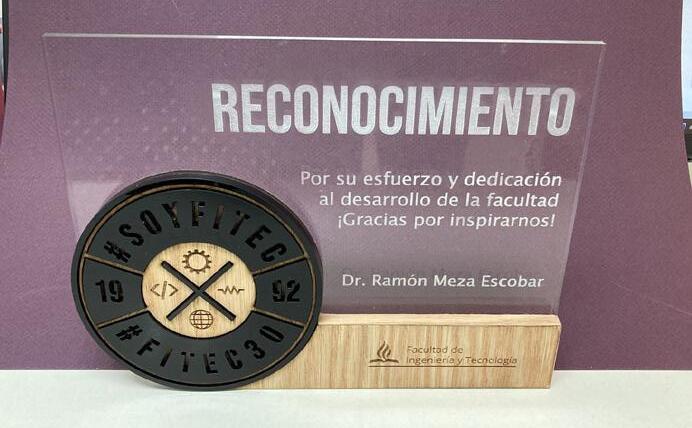 RECONOCIMIENTO
Por su esfuerzo y dedicación
al desarrollo de la facultad
¡Gracias por inspirarnos!
Dr. Ramón Meza Escobar
#SOYFITEC
19 92
</>
#FITEC30
Facultad de
Ingeniería y Tecnología